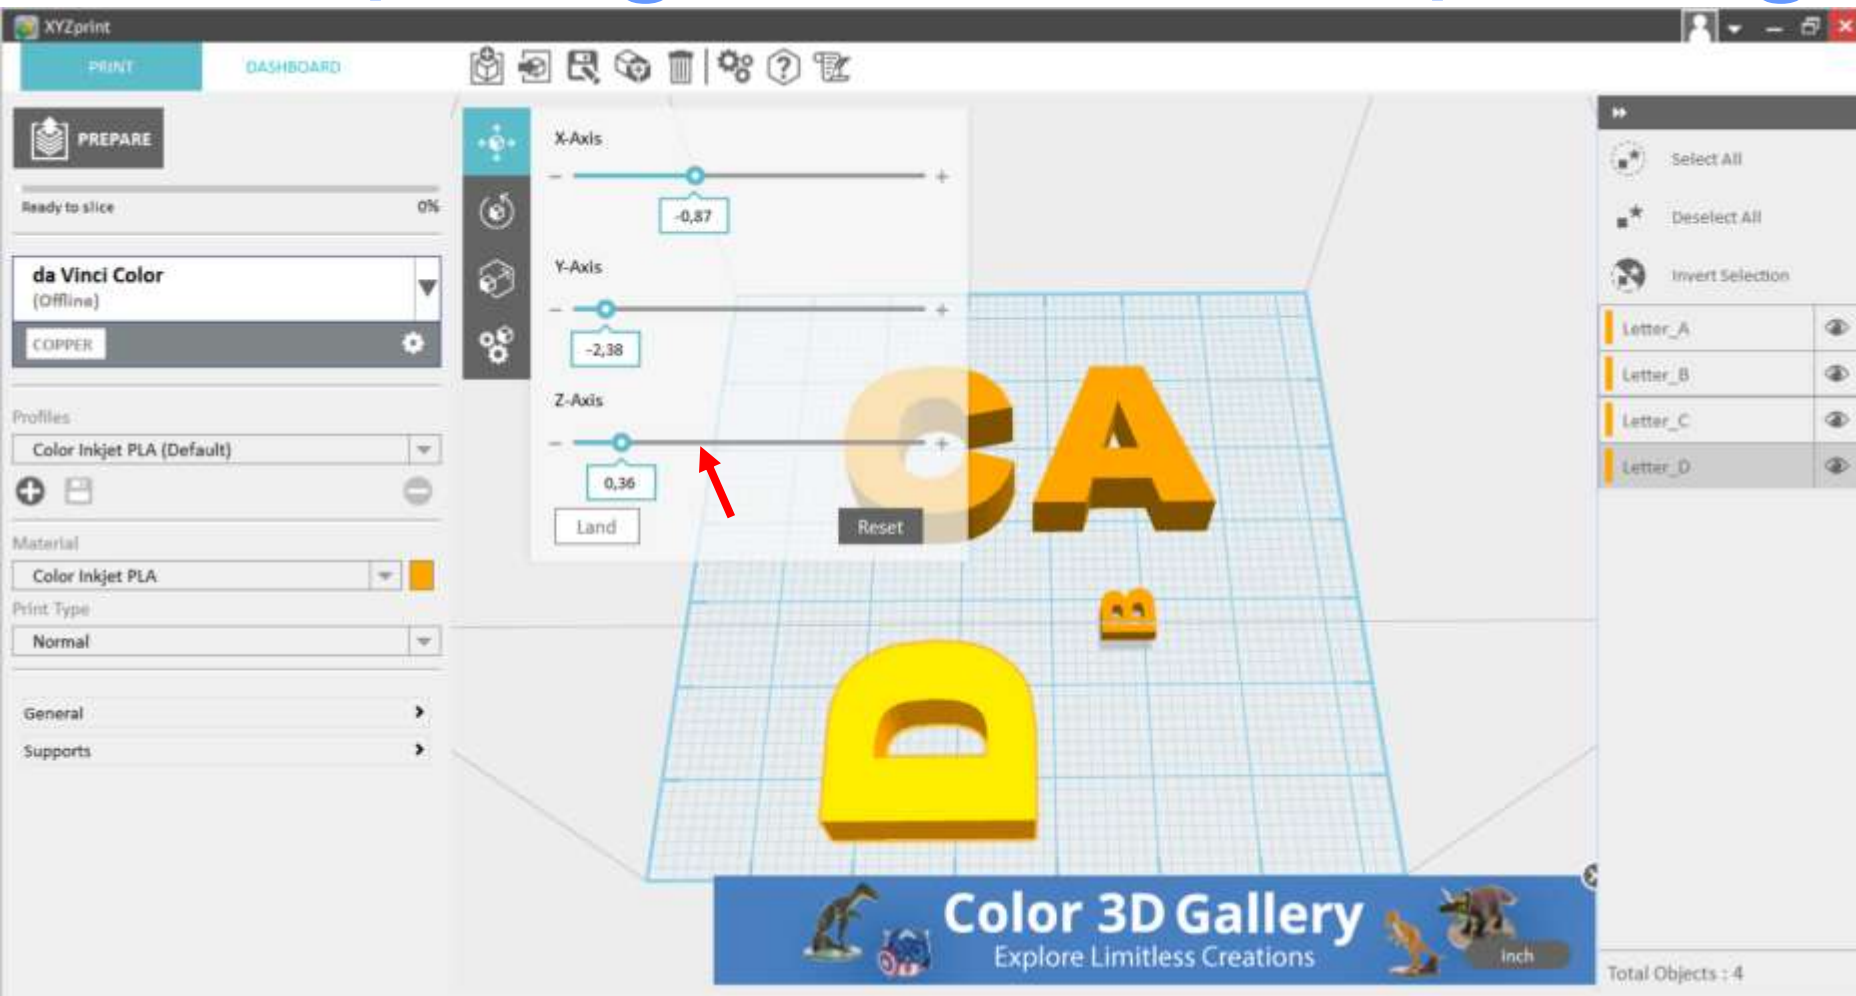 XYZprint
PRINT
DASHBOARD
PREPARE
Ready to slice
0%
da Vinci Color
(Offline)
COPPER
Profiles
Color Inkjet PLA (Default)
Material
Color Inkjet PLA
Print Type
Normal
General
Supports
X-Axis
-0,87
Y-Axis
-2,38
Z-Axis
0,36
Land
Reset
C A
B
D
Color 3D Gallery
Explore Limitless Creations
Inch
Select All
Deselect All
Invert Selection
Letter_A
Letter_B
Letter_C
Letter_D
Total Objects : 4